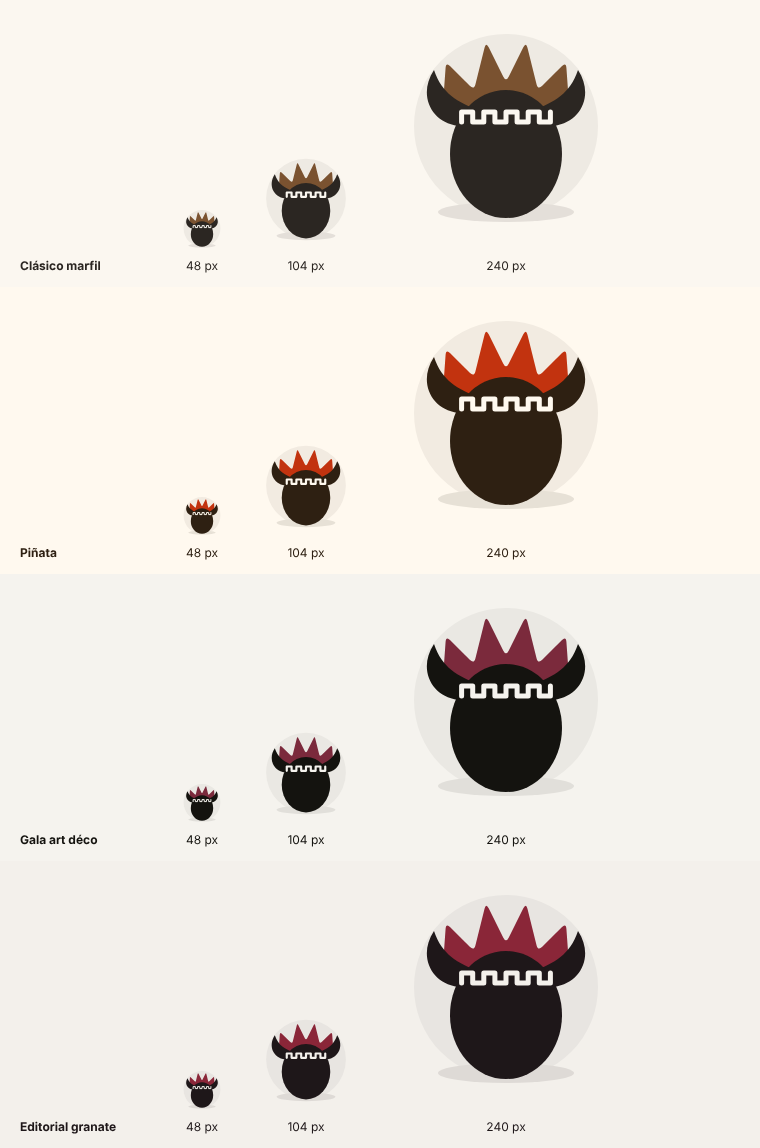 Clásico marfil 48 px 104 px 240 px
Piñata 48 px 104 px 240 px
Gala art déco 48 px 104 px 240 px
Editorial granate 48 px 104 px 240 px